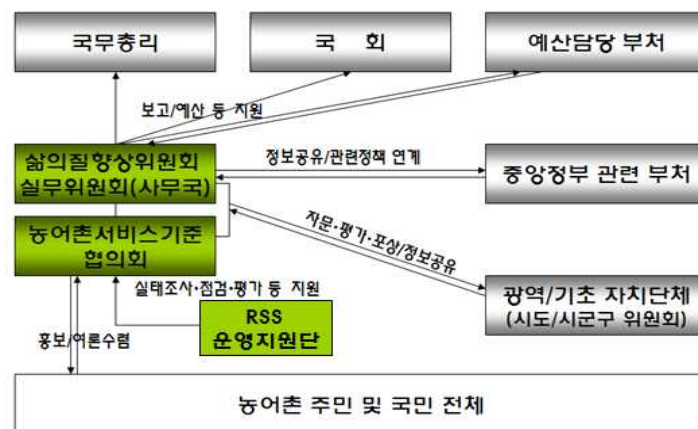 국무총리
국 회
예산담당 부처
보고/예산 등 지원
삶의질향상위원회
실무위원회(사무국)
정보공유/관련정책 연계
중앙정부 관련 부처
농어촌서비스기준
협의회
자문·평가·포상/정보공유
실태조사·점검·평가 등 지원
광역/기초 자치단체
(시도/시군구 위원회)
RSS
운영지원단
홍보/여론수렴
농어촌 주민 및 국민 전체